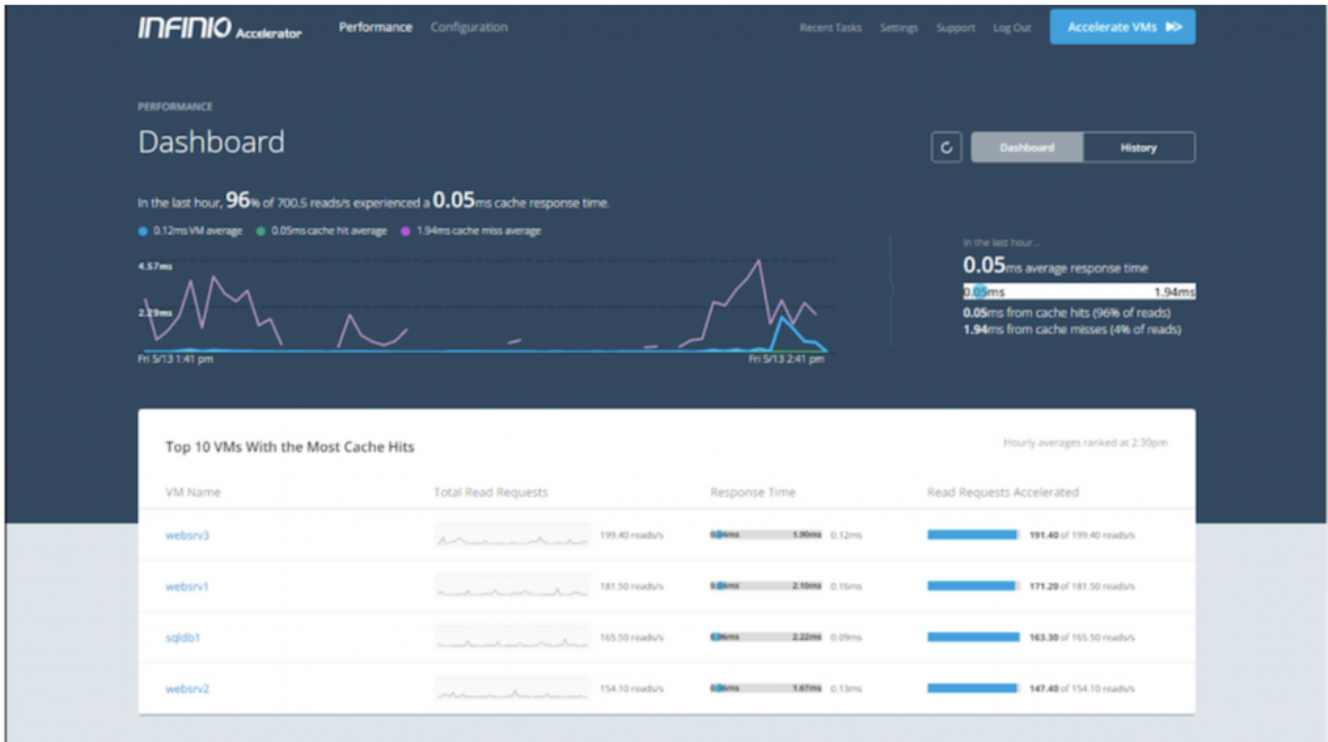 INFINIO Accelerator Performance Configuration Recent Tasks Settings Support Log Out Accelerate VMs
PERFORMANCE
Dashboard
Dashboard History
In the last hour, 96% of 700.5 reads/s experienced a 0.05ms cache response time.
0.12ms VM average 0.05ms cache hit average 1.94ms cache miss average
4.57ms
2.29ms
Fri 5/13 1:41 pm Fri 5/13 2:41 pm
In the last hour...
0.05ms average response time
0.05ms 1.94ms
0.05ms from cache hits (96% of reads)
1.94ms from cache misses (4% of reads)
Top 10 VMs With the Most Cache Hits Hourly averages ranked at 2:30pm
VM Name Total Read Requests Response Time Read Requests Accelerated
websrv3 199.40 reads/s 1.90ms 0.12ms 191.40 of 199.40 reads/s
websrv1 181.50 reads/s 2.10ms 0.16ms 171.20 of 181.50 reads/s
sqldb1 165.50 reads/s 2.22ms 0.09ms 163.30 of 165.50 reads/s
websrv2 154.10 reads/s 1.67ms 0.13ms 147.40 of 154.10 reads/s